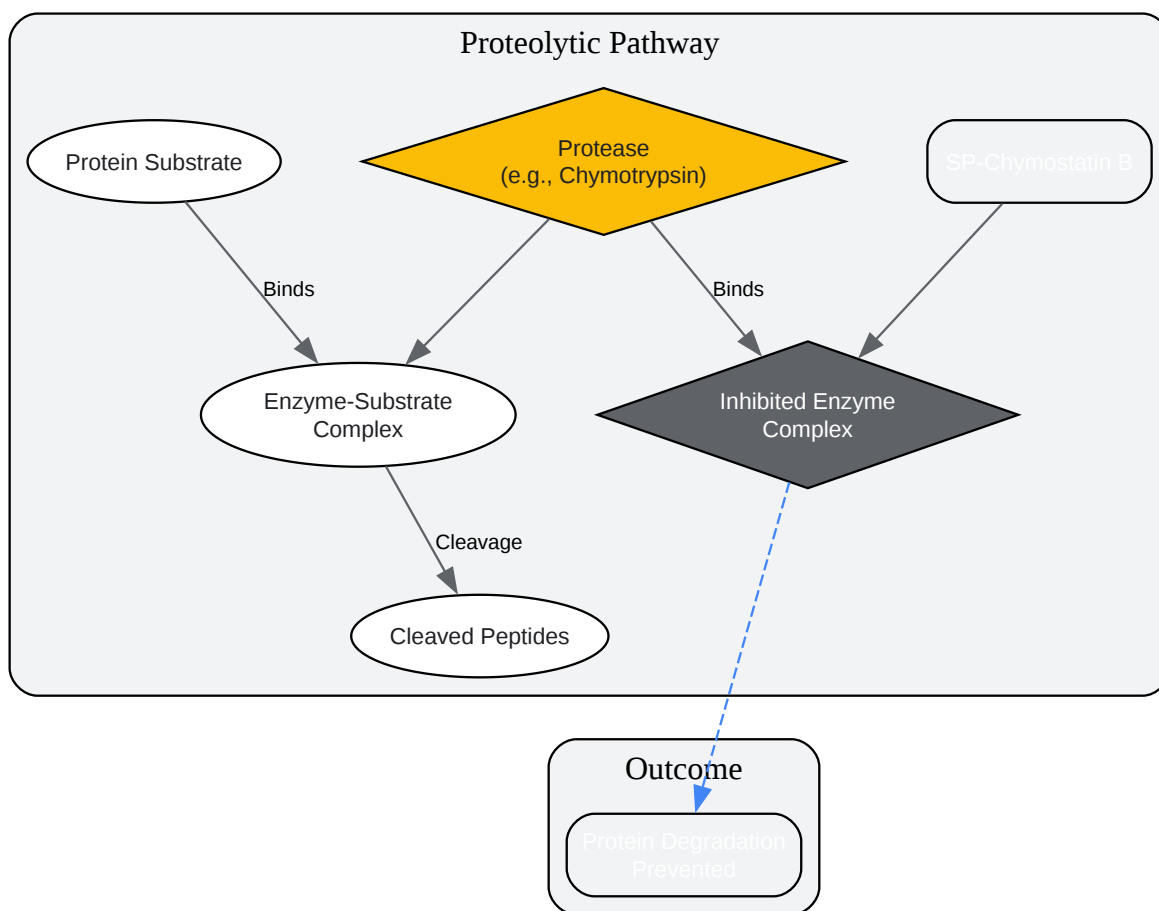 Proteolytic Pathway
Protein Substrate
Protease
(e.g., Chymotrypsin)
SP-Chymostatin B
Binds
Binds
Enzyme-Substrate
Complex
Inhibited Enzyme
Complex
Cleavage
Cleaved Peptides
Outcome
Protein Degradation
Prevented